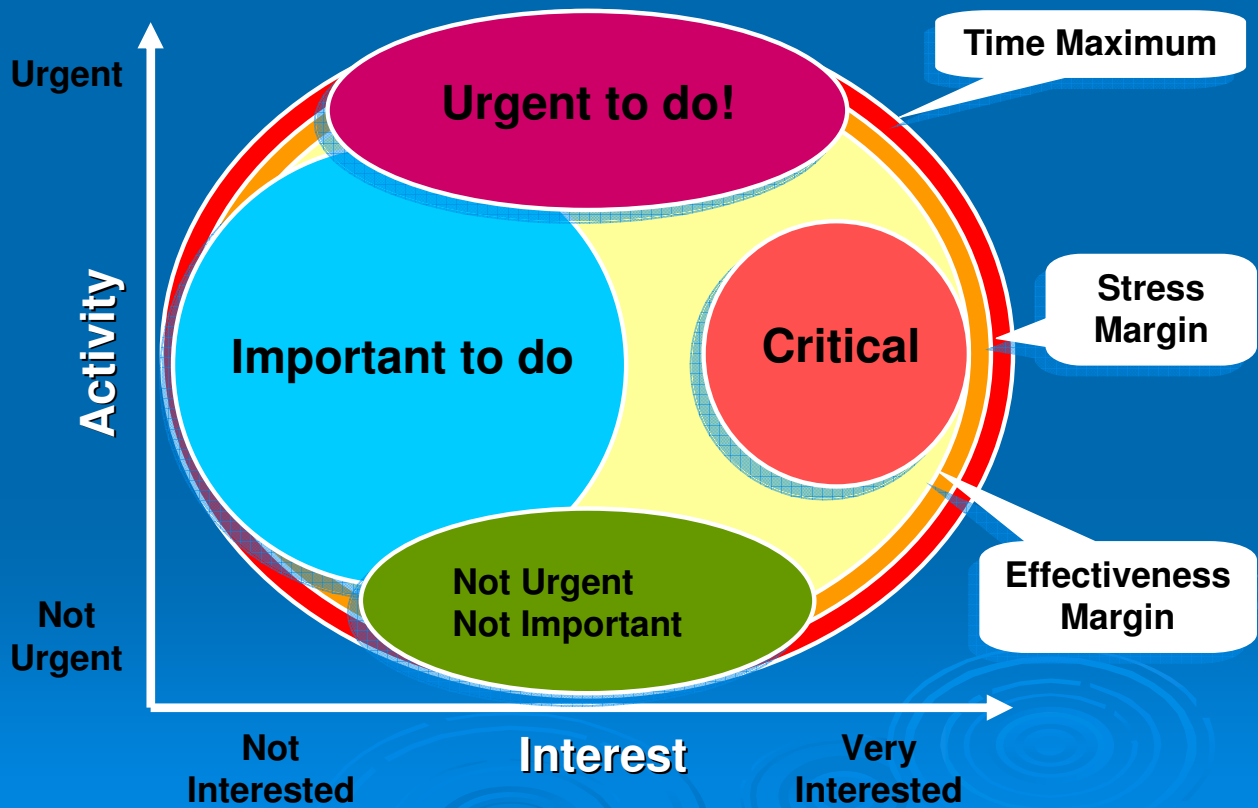 Time Maximum
Urgent
Urgent to do!
Activity
Stress
Margin
Important to do
Critical
Effectiveness
Margin
Not Urgent
Not Important
Not
Urgent
Not
Interested
Interest
Very
Interested